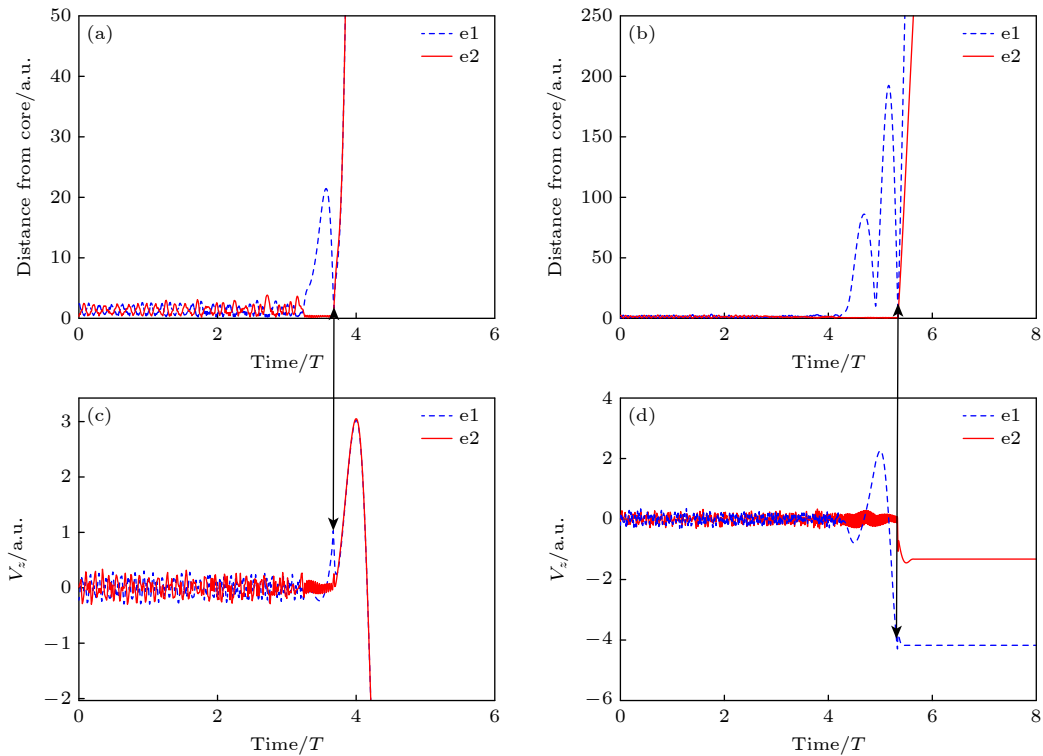 (a)
e1
e2
50
40
30
20
10
0
Distance from core/a.u.
0 2 4 6
Time/T
(b)
e1
e2
250
200
150
100
50
0
Distance from core/a.u.
0 2 4 6 8
Time/T
(c)
e1
e2
3
2
1
0
−1
−2
Vz/a.u.
0 2 4 6
Time/T
(d)
e1
e2
4
2
0
−2
−4
−6
Vz/a.u.
0 2 4 6 8
Time/T